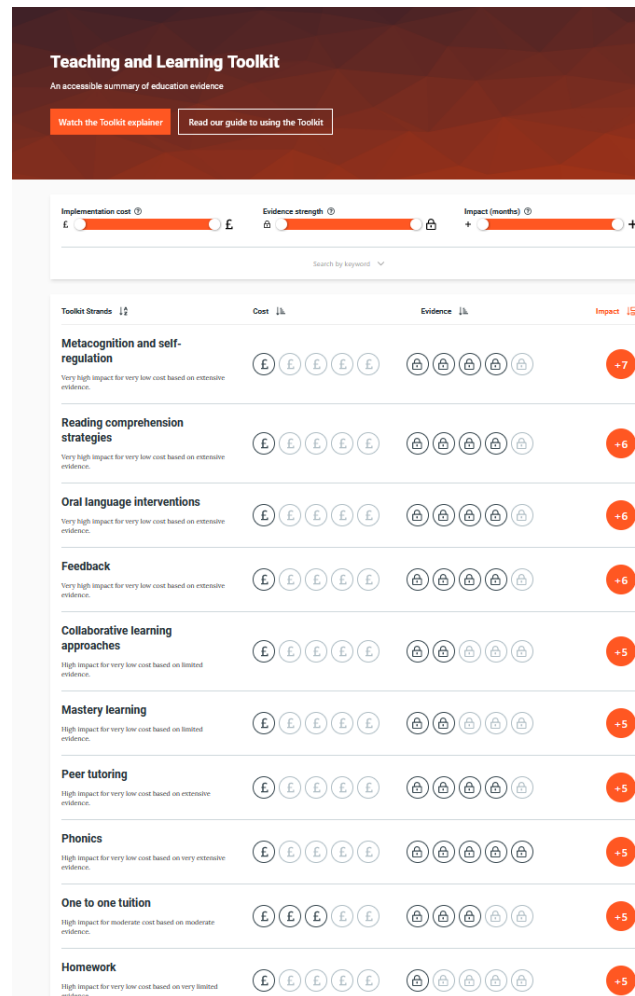 Teaching and Learning Toolkit
An accessible summary of education evidence
Watch the Toolkit explainer
Read our guide to using the Toolkit
Implementation cost
Evidence strength
Impact (months)
£ £
+ +
Search by keyword
Toolkit Strands
Cost
Evidence
Impact
Metacognition and self-
regulation
Very high impact for very low cost based on extensive
evidence.
£ £ £ £ £
+7
Reading comprehension
strategies
Very high impact for very low cost based on extensive
evidence.
£ £ £ £ £
+6
Oral language interventions
Very high impact for very low cost based on extensive
evidence.
£ £ £ £ £
+6
Feedback
Very high impact for very low cost based on extensive
evidence.
£ £ £ £ £
+6
Collaborative learning
approaches
High impact for very low cost based on limited
evidence.
£ £ £ £ £
+5
Mastery learning
High impact for very low cost based on limited
evidence.
£ £ £ £ £
+5
Peer tutoring
High impact for very low cost based on extensive
evidence.
£ £ £ £ £
+5
Phonics
High impact for very low cost based on very extensive
evidence.
£ £ £ £ £
+5
One to one tuition
High impact for moderate cost based on moderate
evidence.
£ £ £ £ £
+5
Homework
High impact for very low cost based on very limited
evidence.
£ £ £ £ £
+5